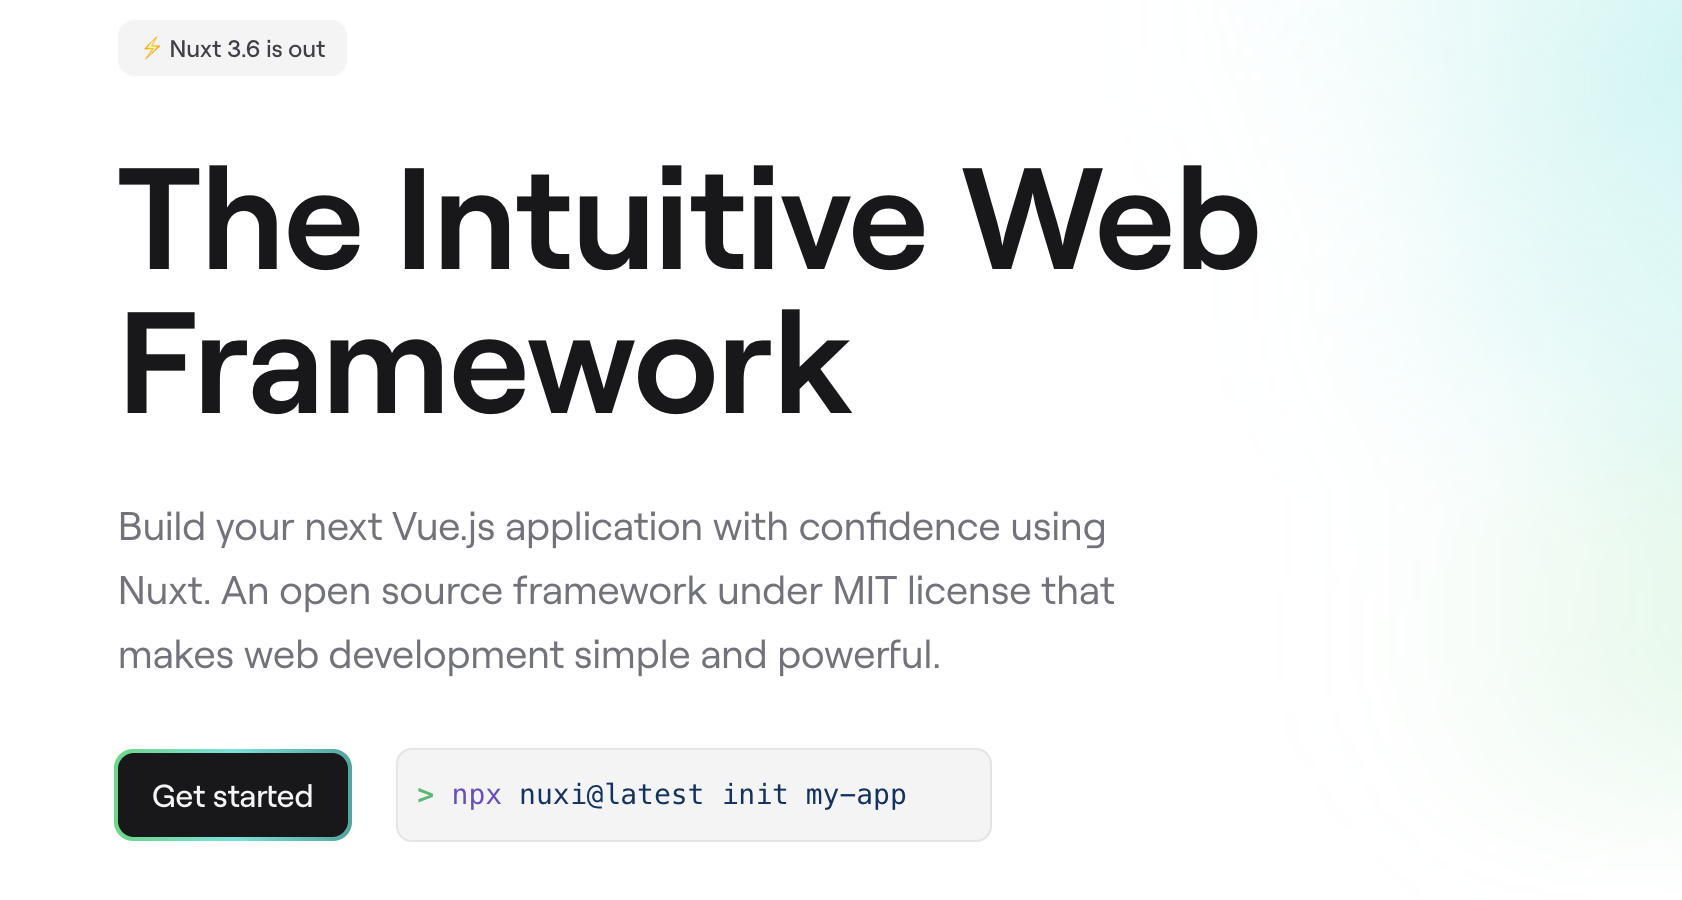 ⚡ Nuxt 3.6 is out
The Intuitive Web
Framework
Build your next Vue.js application with confidence using
Nuxt. An open source framework under MIT license that
makes web development simple and powerful.
Get started
> npx nuxi@latest init my-app